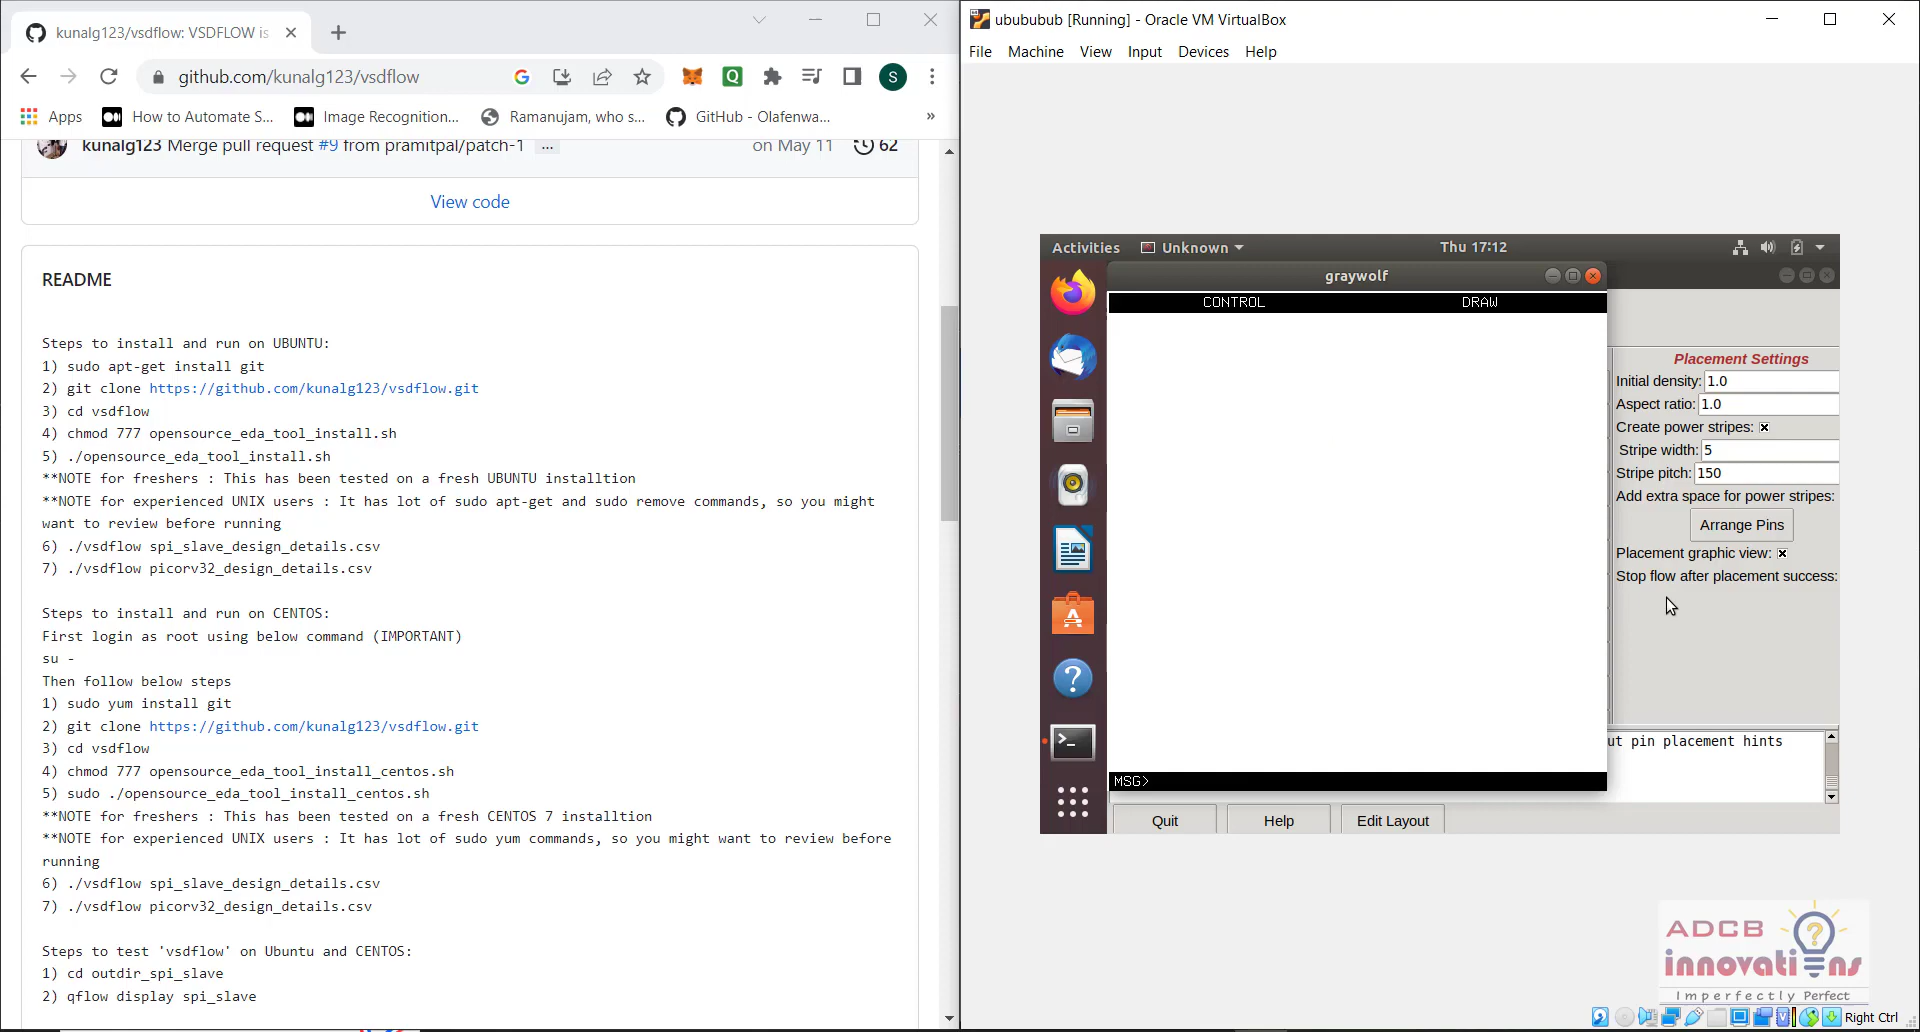 kunalg123/vsdflow: VSDFLOW is
github.com/kunalg123/vsdflow
Apps
How to Automate S...
Image Recognition...
Ramanujam, who s...
GitHub - Olafenwa...
»
kunalg123 Merge pull request #9 from pramitpal/patch-1 ...
on May 11
62
View code
README
Steps to install and run on UBUNTU:
1) sudo apt-get install git
2) git clone https://github.com/kunalg123/vsdflow.git
3) cd vsdflow
4) chmod 777 opensource_eda_tool_install.sh
5) ./opensource_eda_tool_install.sh
**NOTE for freshers : This has been tested on a fresh UBUNTU installtion
**NOTE for experienced UNIX users : It has lot of sudo apt-get and sudo remove commands, so you might
want to review before running
6) ./vsdflow spi_slave_design_details.csv
7) ./vsdflow picorv32_design_details.csv
Steps to install and run on CENTOS:
First login as root using below command (IMPORTANT)
su -
Then follow below steps
1) sudo yum install git
2) git clone https://github.com/kunalg123/vsdflow.git
3) cd vsdflow
4) chmod 777 opensource_eda_tool_install_centos.sh
5) sudo ./opensource_eda_tool_install_centos.sh
**NOTE for freshers : This has been tested on a fresh CENTOS 7 installtion
**NOTE for experienced UNIX users : It has lot of sudo yum commands, so you might want to review before
running
6) ./vsdflow spi_slave_design_details.csv
7) ./vsdflow picorv32_design_details.csv
Steps to test 'vsdflow' on Ubuntu and CENTOS:
1) cd outdir_spi_slave
2) qflow display spi_slave
ubububub [Running] - Oracle VM VirtualBox
File Machine View Input Devices Help
Activities
Unknown
Thu 17:12
graywolf
CONTROL
DRAW
MSG>
Placement Settings
Initial density: 1.0
Aspect ratio: 1.0
Create power stripes:
Stripe width: 5
Stripe pitch: 150
Add extra space for power stripes:
Arrange Pins
Placement graphic view:
Stop flow after placement success:
ut pin placement hints
Quit
Help
Edit Layout
ADCB
innovati ns
Imperfectly Perfect
Right Ctrl